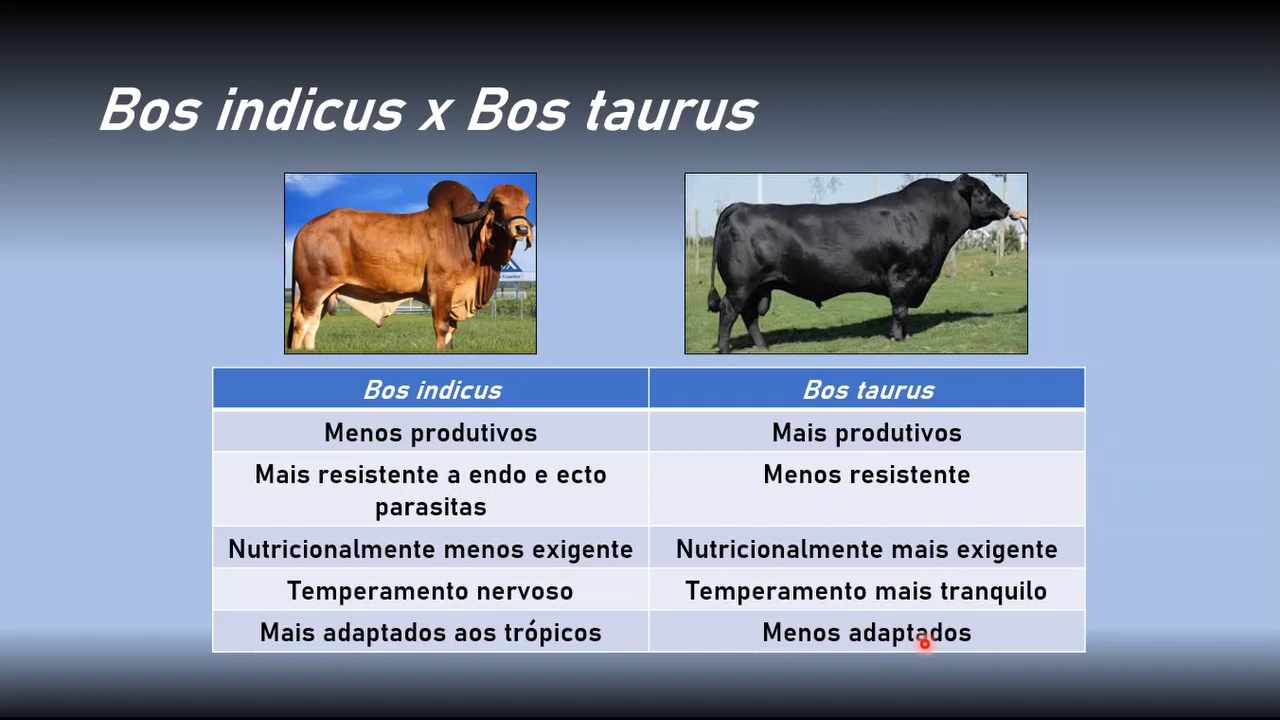 Bos indicus x Bos taurus
Bos indicus
Bos taurus
Menos produtivos
Mais produtivos
Mais resistente a endo e ecto
parasitas
Menos resistente
Nutricionalmente menos exigente
Nutricionalmente mais exigente
Temperamento nervoso
Temperamento mais tranquilo
Mais adaptados aos trópicos
Menos adaptados